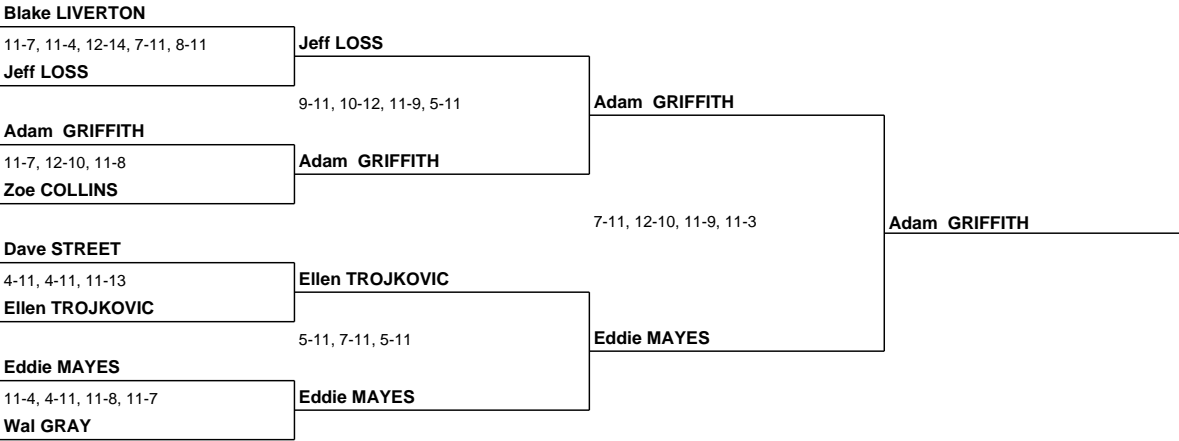 Blake LIVERTON
11-7, 11-4, 12-14, 7-11, 8-11
Jeff LOSS
Jeff LOSS
9-11, 10-12, 11-9, 5-11
Adam GRIFFITH
Adam GRIFFITH
11-7, 12-10, 11-8
Adam GRIFFITH
Zoe COLLINS
7-11, 12-10, 11-9, 11-3
Adam GRIFFITH
Dave STREET
4-11, 4-11, 11-13
Ellen TROJKOVIC
Ellen TROJKOVIC
5-11, 7-11, 5-11
Eddie MAYES
Eddie MAYES
11-4, 4-11, 11-8, 11-7
Eddie MAYES
Wal GRAY